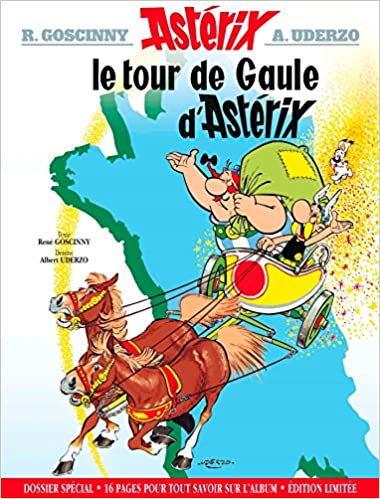 R. GOSCINNY Astérix A. UDERZO
le tour de Gaule
d'Astérix
Texte
René GOSCINNY
Dessins
Albert UDERZO
UDERZO
DOSSIER SPÉCIAL • 16 PAGES POUR TOUT SAVOIR SUR L'ALBUM • ÉDITION LIMITÉE